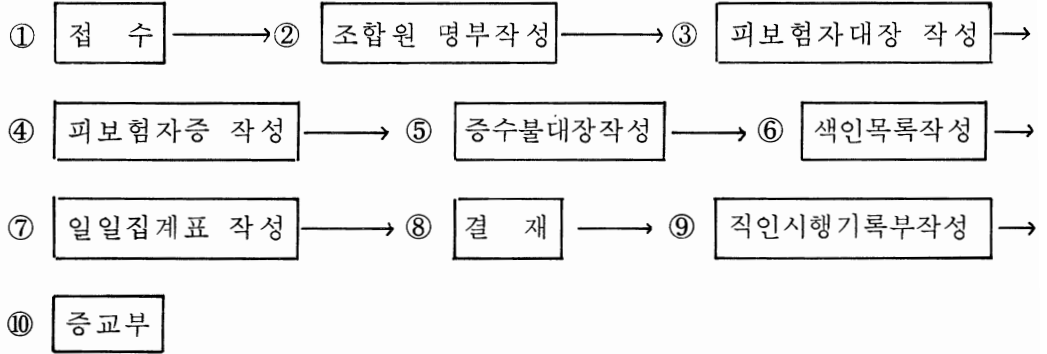 ① 접 수 → ② 조합원 명부작성 → ③ 피보험자대장 작성 →
④ 피보험자증 작성 → ⑤ 증수불대장작성 → ⑥ 색인목록작성 →
⑦ 일일집계표 작성 → ⑧ 결 재 → ⑨ 직인시행기록부작성 →
⑩ 증교부